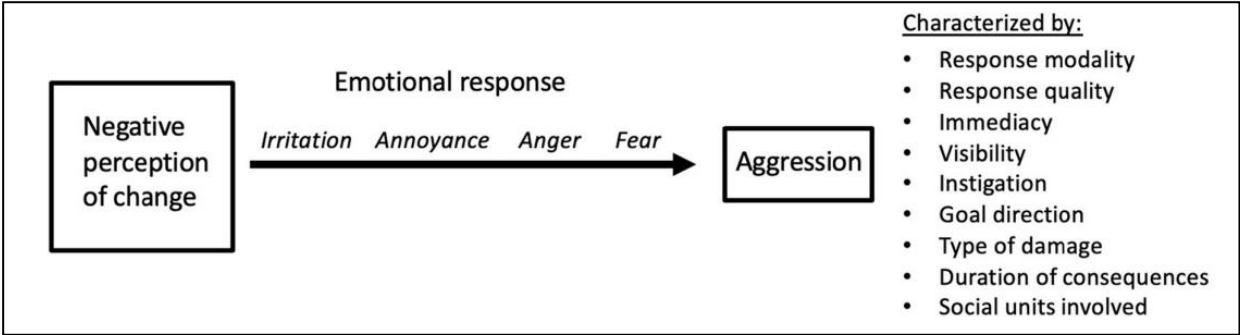 Negative
perception
of change
Emotional response
Irritation Annoyance Anger Fear
Aggression
Characterized by:
• Response modality
• Response quality
• Immediacy
• Visibility
• Instigation
• Goal direction
• Type of damage
• Duration of consequences
• Social units involved